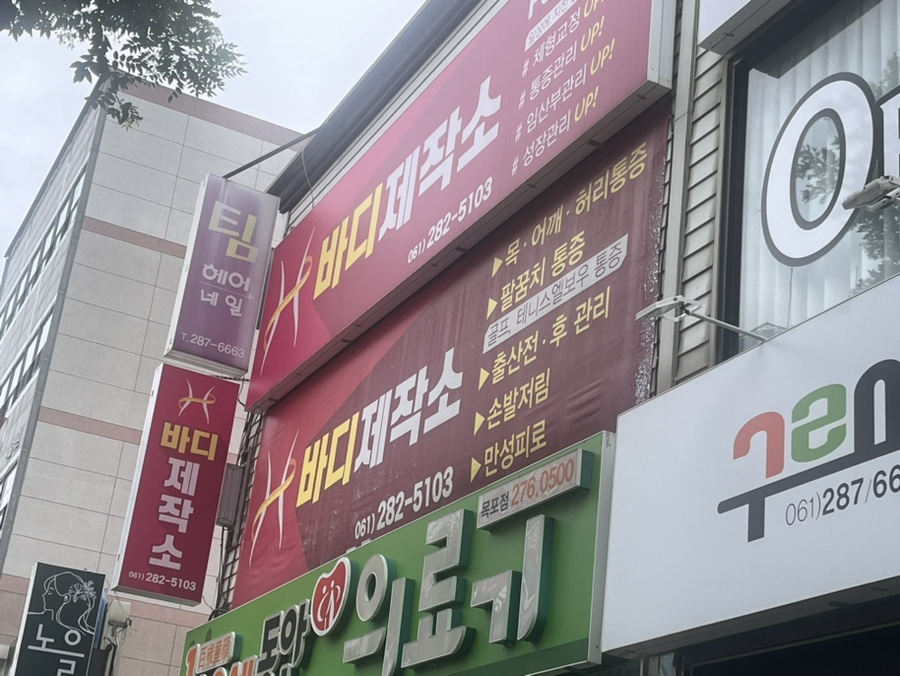 팀
헤어
네일
T.287-6663
바디
제작소
061) 282-5103
바디제작소
061) 282-5103
# 체형교정 UP!
# 통증관리 UP!
# 임산부관리 UP!
# 성장관리 UP!
바디제작소
061) 282-5103
▶목·어깨·허리통증
▶팔꿈치 통증
골프, 테니스엘보우 통증
▶출산전·후 관리
▶손발저림
▶만성피로
목포점 276.0500
의료기
061)287/66